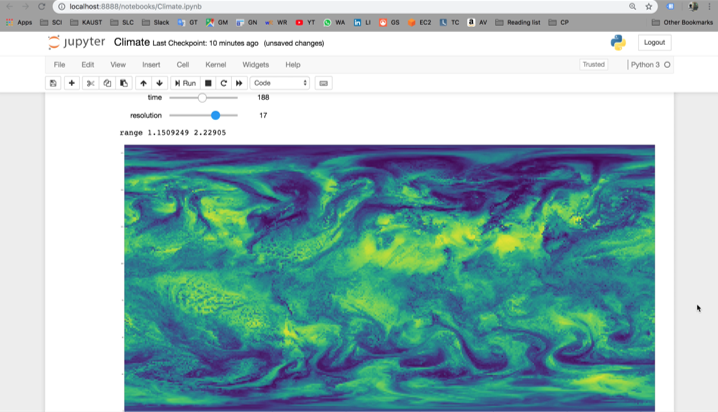 localhost:8888/notebooks/Climate.ipynb
Apps SCI KAUST SLC Slack GT GM GN WR YT WA LI GS EC2 TC AV Reading list CP Other Bookmarks
jupyter Climate Last Checkpoint: 10 minutes ago (unsaved changes) Logout
File Edit View Insert Cell Kernel Widgets Help Trusted Python 3
Run Code
time 188
resolution 17
range 1.1509249 2.22905